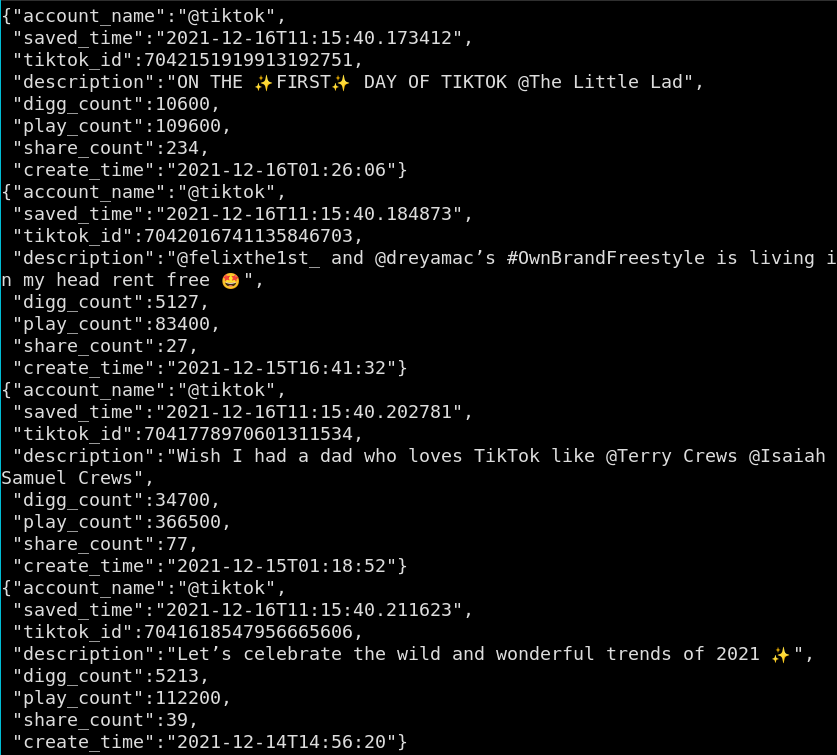 {"account_name":"@tiktok",
 "saved_time":"2021-12-16T11:15:40.173412",
 "tiktok_id":7042151919913192751,
 "description":"ON THE ✨FIRST✨ DAY OF TIKTOK @The Little Lad",
 "digg_count":10600,
 "play_count":109600,
 "share_count":234,
 "create_time":"2021-12-16T01:26:06"}
{"account_name":"@tiktok",
 "saved_time":"2021-12-16T11:15:40.184873",
 "tiktok_id":7042016741135846703,
 "description":"@felixthe1st_ and @dreyamac’s #OwnBrandFreestyle is living i
n my head rent free 🤩",
 "digg_count":5127,
 "play_count":83400,
 "share_count":27,
 "create_time":"2021-12-15T16:41:32"}
{"account_name":"@tiktok",
 "saved_time":"2021-12-16T11:15:40.202781",
 "tiktok_id":7041778970601311534,
 "description":"Wish I had a dad who loves TikTok like @Terry Crews @Isaiah
Samuel Crews",
 "digg_count":34700,
 "play_count":366500,
 "share_count":77,
 "create_time":"2021-12-15T01:18:52"}
{"account_name":"@tiktok",
 "saved_time":"2021-12-16T11:15:40.211623",
 "tiktok_id":7041618547956665606,
 "description":"Let’s celebrate the wild and wonderful trends of 2021 ✨",
 "digg_count":5213,
 "play_count":112200,
 "share_count":39,
 "create_time":"2021-12-14T14:56:20"}